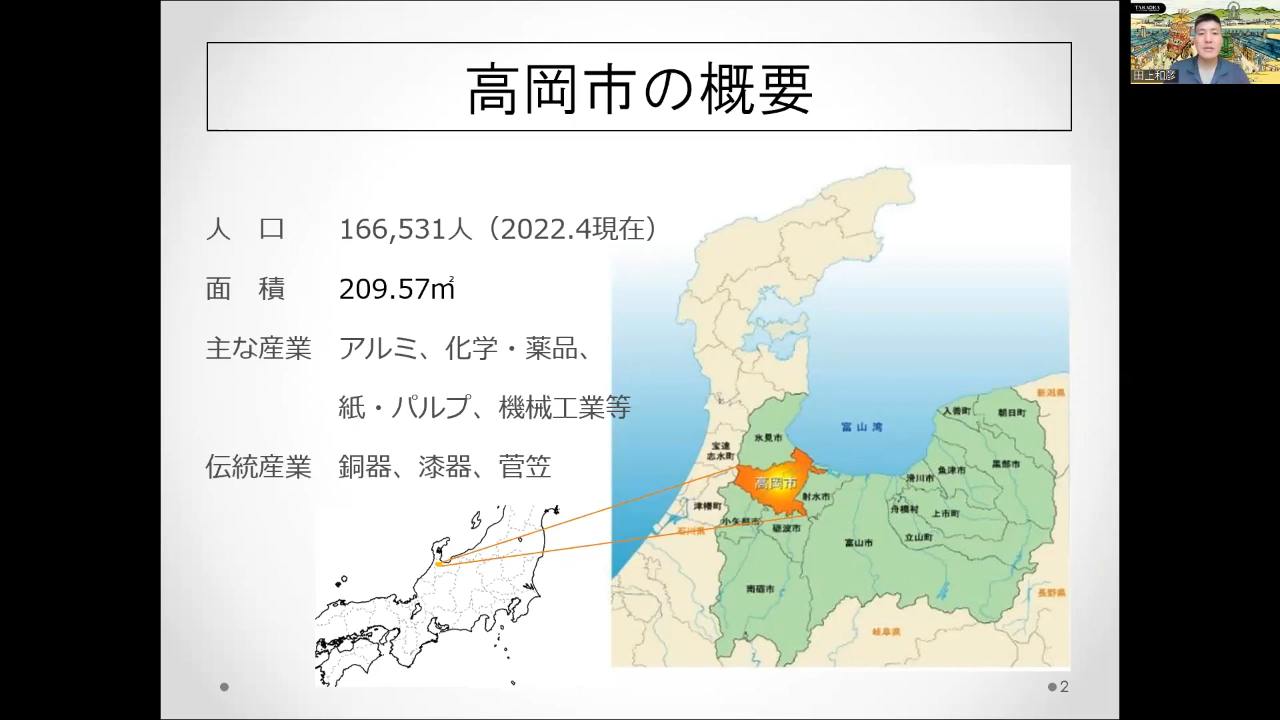 高岡市の概要
人　口　166,531人（2022.4現在）
面　積　209.57㎡
主な産業　アルミ、化学・薬品、
紙・パルプ、機械工業等
伝統産業　銅器、漆器、菅笠
新潟県
入善町
朝日町
富山湾
氷見市
宝達
志水町
黒部市
魚津市
滑川市
高岡市
射水市
津幡町
舟橋村
上市町
小矢部市
砺波市
石川県
立山町
富山市
南砺市
長野県
岐阜県
2
TAKAOKA
田上和彦